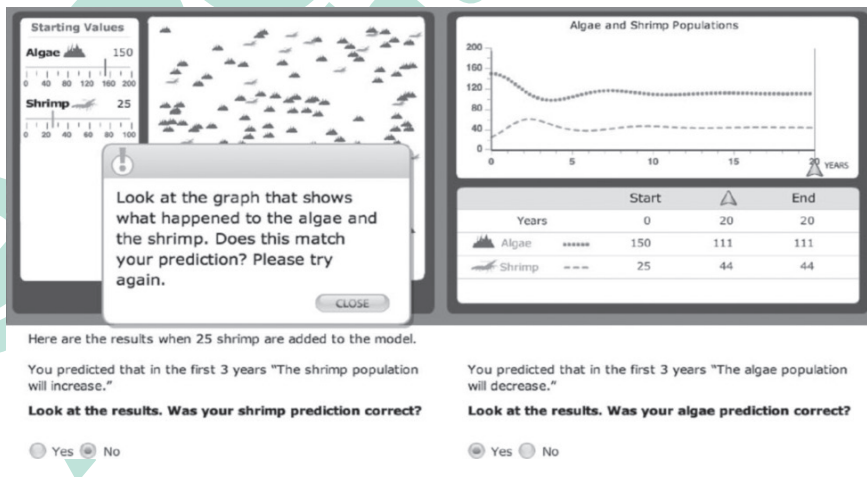 Starting Values
Algae 150
0 40 80 120 160 200
Shrimp 25
0 20 40 60 80 100
Look at the graph that shows
what happened to the algae and
the shrimp. Does this match
your prediction? Please try
again.
CLOSE
Algae and Shrimp Populations
200
160
120
80
40
0
0 5 10 15 20 YEARS
Start End
Years 0 20 20
Algae 150 111 111
Shrimp 25 44 44
Here are the results when 25 shrimp are added to the model.
You predicted that in the first 3 years "The shrimp population
will increase."
Look at the results. Was your shrimp prediction correct?
Yes No
You predicted that in the first 3 years "The algae population
will decrease."
Look at the results. Was your algae prediction correct?
Yes No